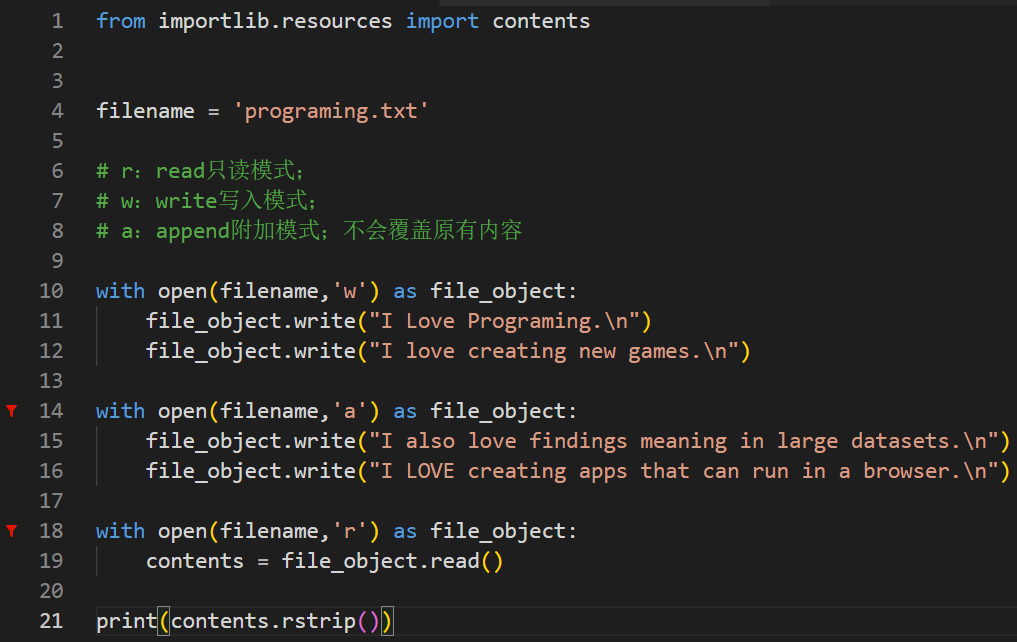 1 from importlib.resources import contents
2
3
4 filename = 'programing.txt'
5
6 # r：read只读模式；
7 # w：write写入模式；
8 # a：append附加模式；不会覆盖原有内容
9
10 with open(filename,'w') as file_object:
11     file_object.write("I Love Programing.\n")
12     file_object.write("I love creating new games.\n")
13
14 with open(filename,'a') as file_object:
15     file_object.write("I also love findings meaning in large datasets.\n")
16     file_object.write("I LOVE creating apps that can run in a browser.\n")
17
18 with open(filename,'r') as file_object:
19     contents = file_object.read()
20
21 print(contents.rstrip())